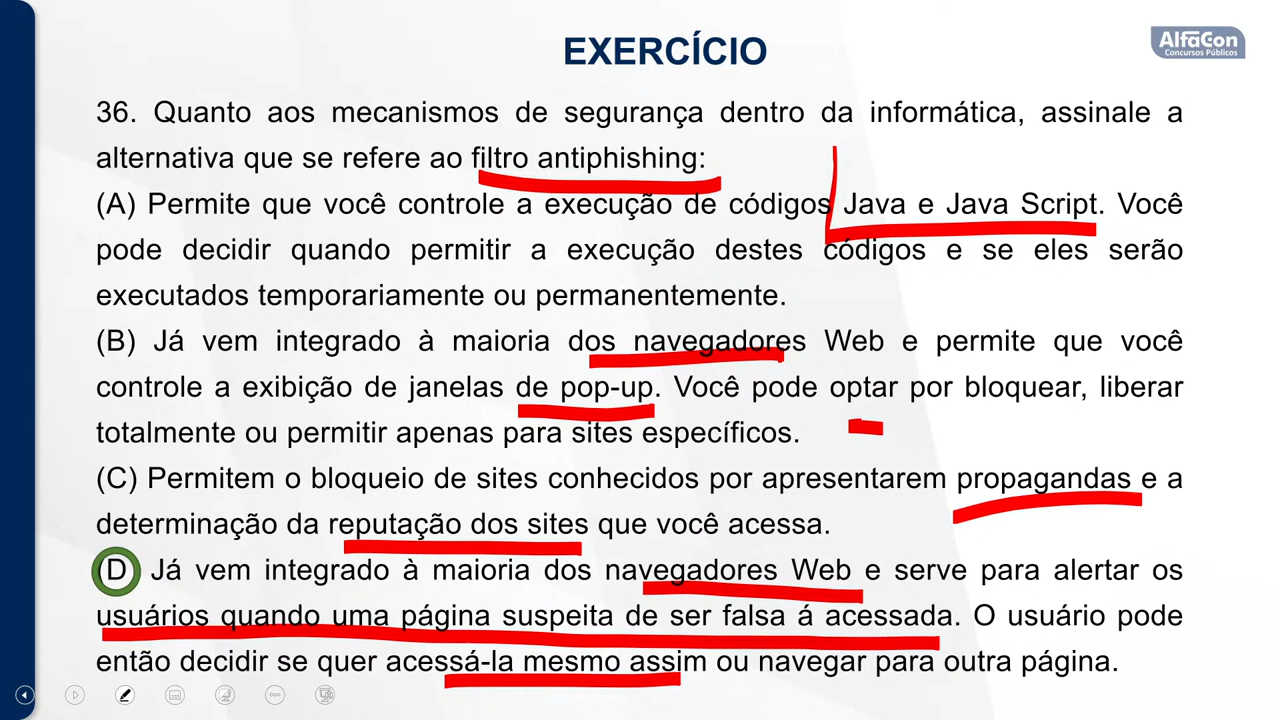 EXERCÍCIO
AlfaCon
Concursos Públicos
36. Quanto aos mecanismos de segurança dentro da informática, assinale a
alternativa que se refere ao filtro antiphishing:
(A) Permite que você controle a execução de códigos Java e Java Script. Você
pode decidir quando permitir a execução destes códigos e se eles serão
executados temporariamente ou permanentemente.
(B) Já vem integrado à maioria dos navegadores Web e permite que você
controle a exibição de janelas de pop-up. Você pode optar por bloquear, liberar
totalmente ou permitir apenas para sites específicos.
(C) Permitem o bloqueio de sites conhecidos por apresentarem propagandas e a
determinação da reputação dos sites que você acessa.
(D) Já vem integrado à maioria dos navegadores Web e serve para alertar os
usuários quando uma página suspeita de ser falsa á acessada. O usuário pode
então decidir se quer acessá-la mesmo assim ou navegar para outra página.